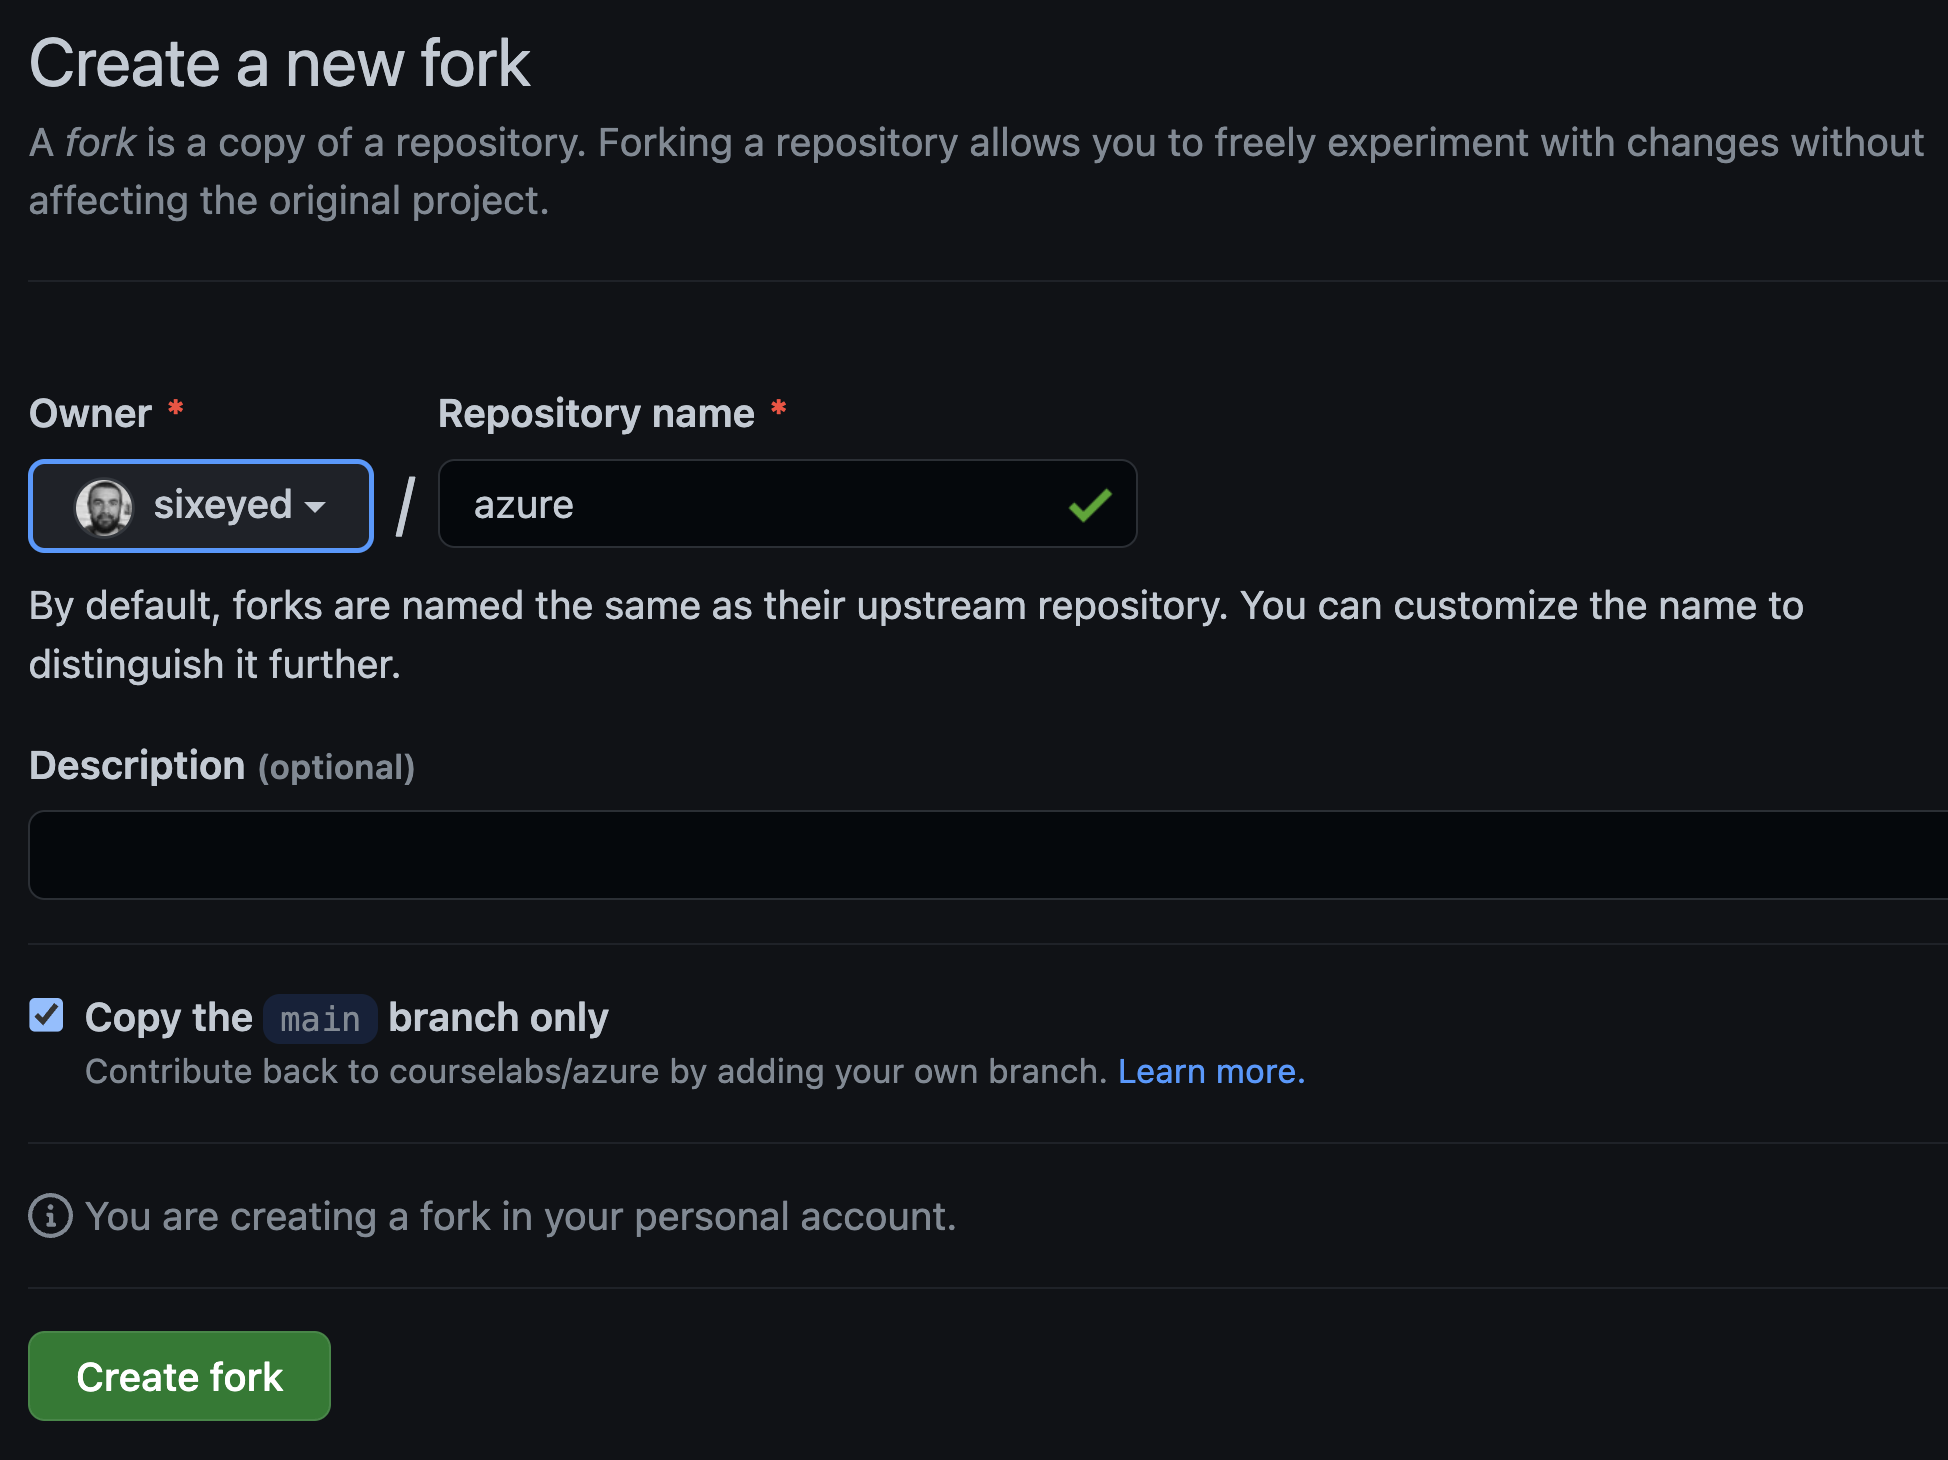 Create a new fork
A fork is a copy of a repository. Forking a repository allows you to freely experiment with changes without
affecting the original project.
Owner *
Repository name *
sixeyed / azure
By default, forks are named the same as their upstream repository. You can customize the name to
distinguish it further.
Description (optional)
Copy the main branch only
Contribute back to courselabs/azure by adding your own branch. Learn more.
You are creating a fork in your personal account.
Create fork